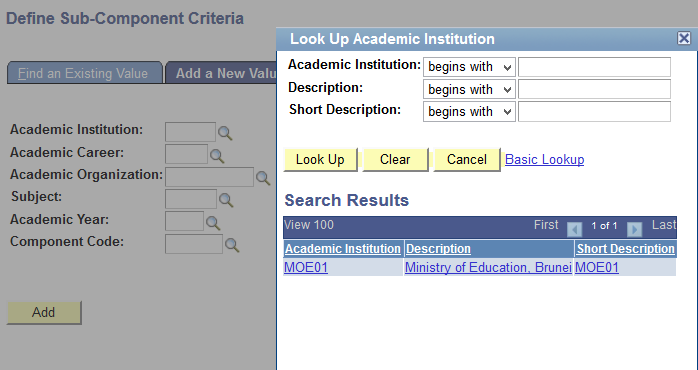 Define Sub-Component Criteria
Find an Existing Value
Add a New Valu
Academic Institution:
Academic Career:
Academic Organization:
Subject:
Academic Year:
Component Code:
Add
Look Up Academic Institution
Academic Institution: begins with
Description: begins with
Short Description: begins with
Look Up Clear Cancel Basic Lookup
Search Results
View 100 First 1 of 1 Last
Academic Institution Description Short Description
MOE01 Ministry of Education, Brunei MOE01